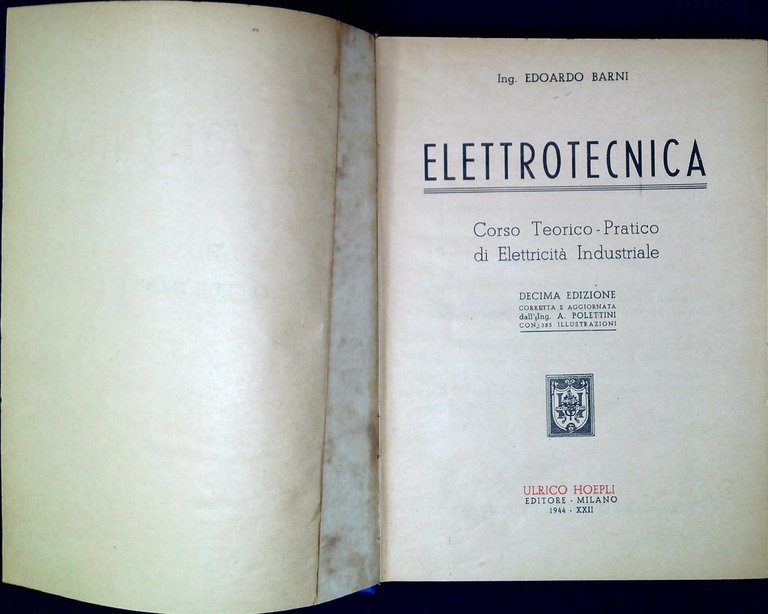 Ing. EDOARDO BARNI
ELETTROTECNICA
Corso Teorico-Pratico
di Elettricità Industriale
DECIMA EDIZIONE
CORRETTA E AGGIORNATA
dall'Ing. A. POLETTINI
CON 385 ILLUSTRAZIONI
ULRICO HOEPLI
EDITORE - MILANO
1944 - XXII